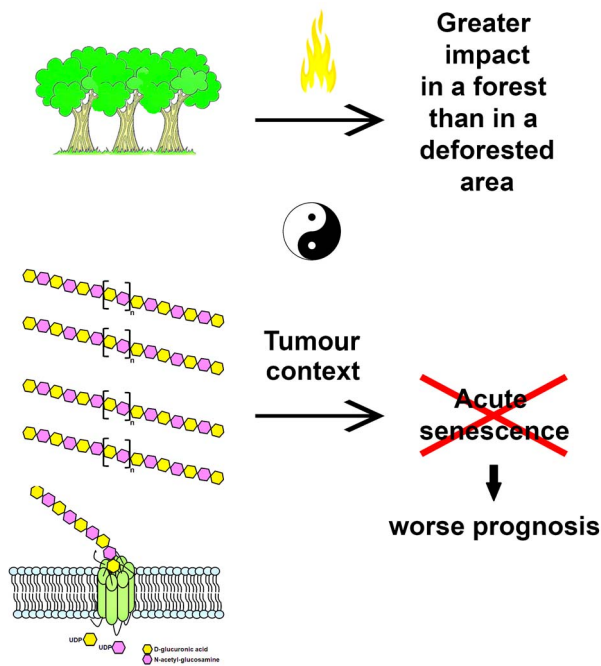 Greater
impact
in a forest
than in a
deforested
area
n
n
n
n
Tumour
context
Acute
senescence
worse prognosis
UDP
UDP
D-glucuronic acid
N-acetyl-glucosamine